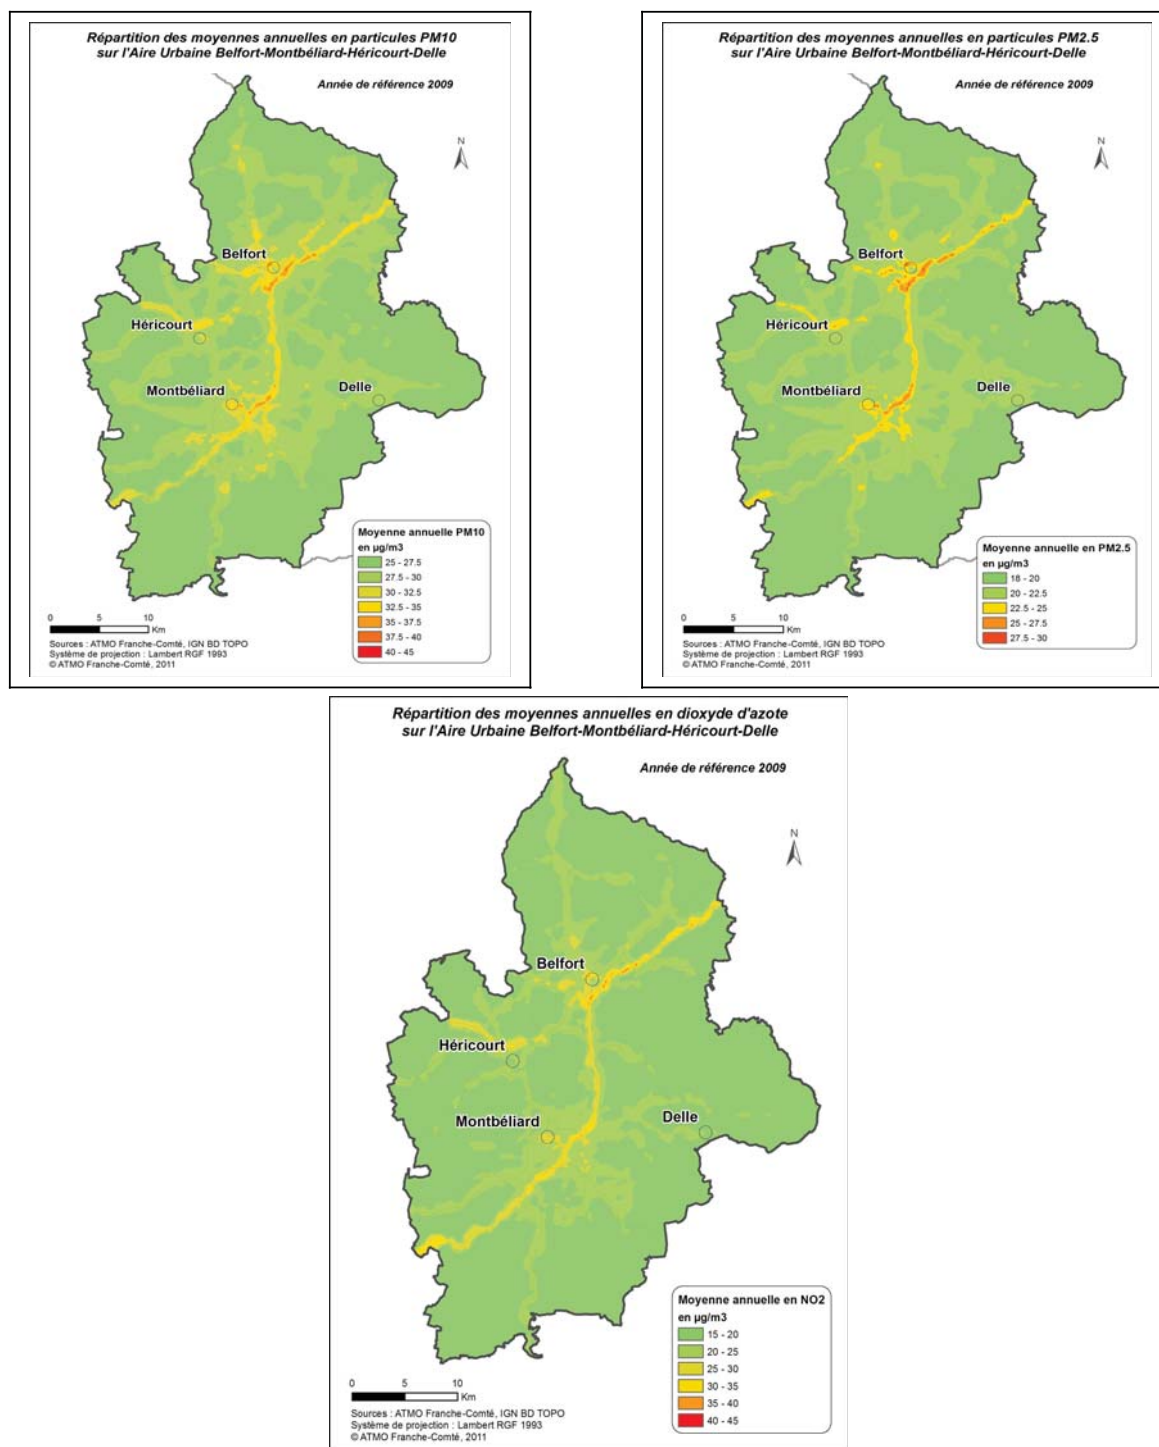 Répartition des moyennes annuelles en particules PM10
sur l'Aire Urbaine Belfort-Montbéliard-Héricourt-Delle
Année de référence 2009
N
Belfort
Héricourt
Montbéliard
Delle
Moyenne annuelle PM10
en µg/m3
25 - 27.5
27.5 - 30
30 - 32.5
32.5 - 35
35 - 37.5
37.5 - 40
40 - 45
0 5 10
Km
Sources : ATMO Franche-Comté, IGN BD TOPO
Système de projection : Lambert RGF 1993
© ATMO Franche-Comté, 2011
Répartition des moyennes annuelles en particules PM2.5
sur l'Aire Urbaine Belfort-Montbéliard-Héricourt-Delle
Année de référence 2009
N
Belfort
Héricourt
Montbéliard
Delle
Moyenne annuelle en PM2.5
en µg/m3
18 - 20
20 - 22.5
22.5 - 25
25 - 27.5
27.5 - 30
0 5 10
Km
Sources : ATMO Franche-Comté, IGN BD TOPO
Système de projection : Lambert RGF 1993
© ATMO Franche-Comté, 2011
Répartition des moyennes annuelles en dioxyde d'azote
sur l'Aire Urbaine Belfort-Montbéliard-Héricourt-Delle
Année de référence 2009
N
Belfort
Héricourt
Montbéliard
Delle
Moyenne annuelle en NO2
en µg/m3
15 - 20
20 - 25
25 - 30
30 - 35
35 - 40
40 - 45
0 5 10
Km
Sources : ATMO Franche-Comté, IGN BD TOPO
Système de projection : Lambert RGF 1993
© ATMO Franche-Comté, 2011